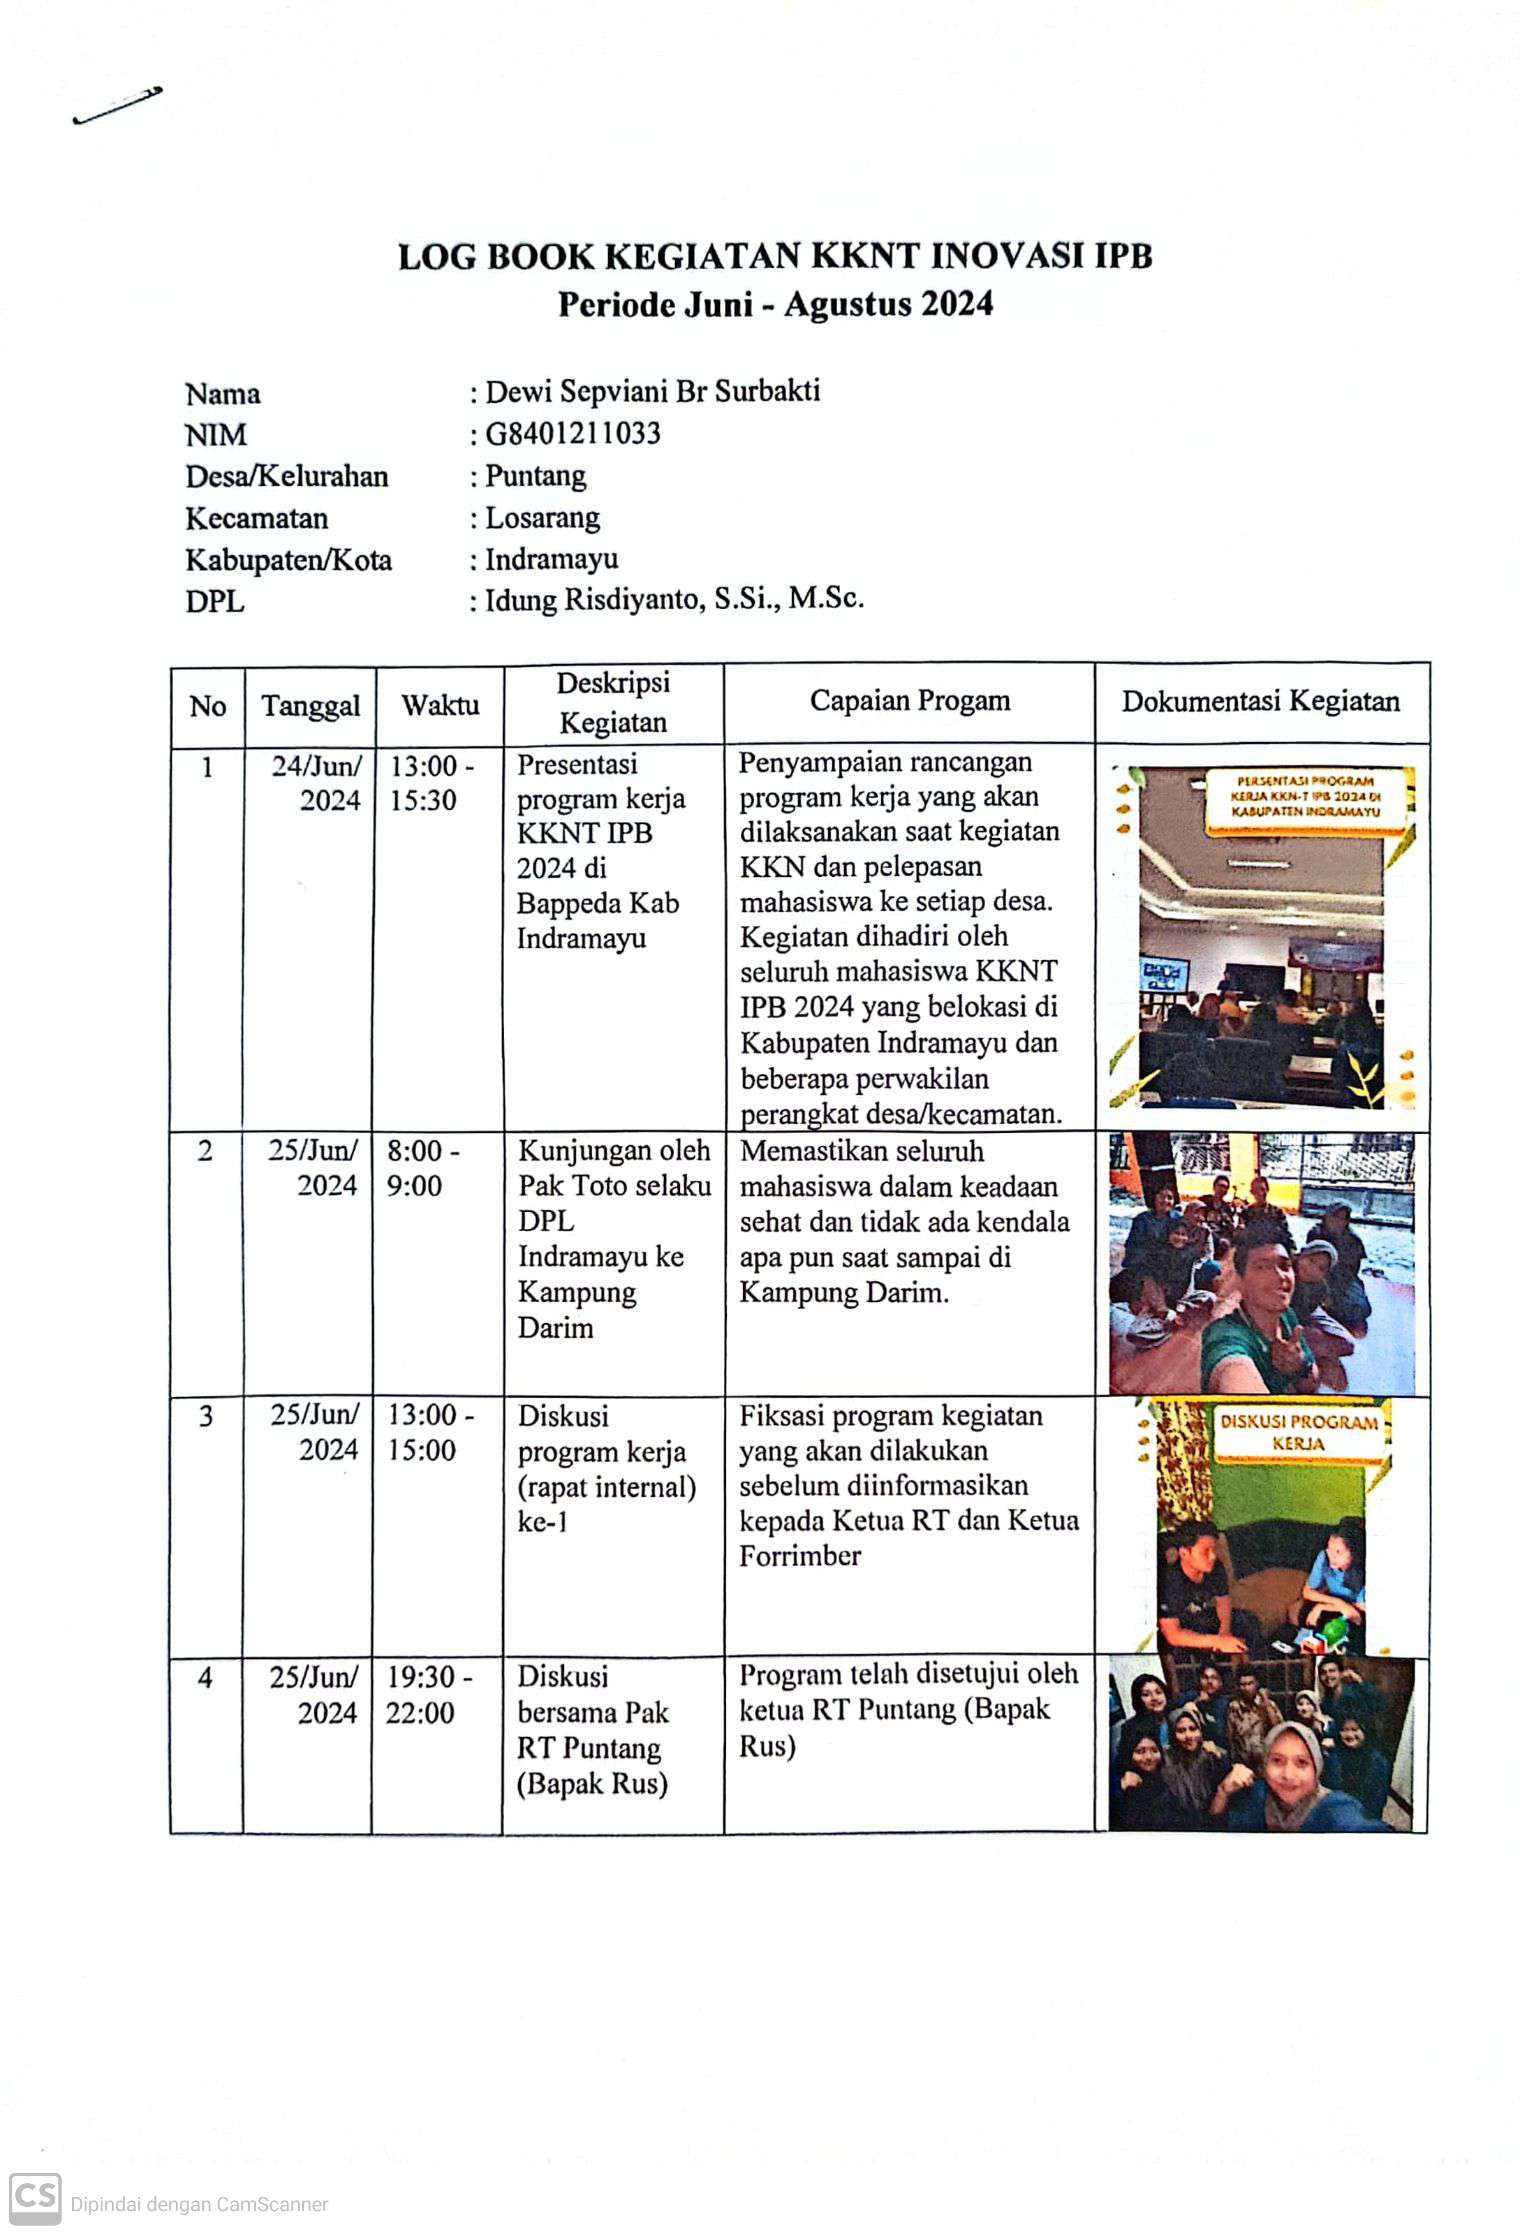 LOG BOOK KEGIATAN KKNT INOVASI IPB
Periode Juni - Agustus 2024
Nama : Dewi Sepviani Br Surbakti
NIM : G8401211033
Desa/Kelurahan : Puntang
Kecamatan : Losarang
Kabupaten/Kota : Indramayu
DPL : Idung Risdiyanto, S.Si., M.Sc.
No Tanggal Waktu Deskripsi Kegiatan Capaian Progam Dokumentasi Kegiatan
1
24/Jun/
2024
13:00 -
15:30
Presentasi
program kerja
KKNT IPB
2024 di
Bappeda Kab
Indramayu
Penyampaian rancangan
program kerja yang akan
dilaksanakan saat kegiatan
KKN dan pelepasan
mahasiswa ke setiap desa.
Kegiatan dihadiri oleh
seluruh mahasiswa KKNT
IPB 2024 yang belokasi di
Kabupaten Indramayu dan
beberapa perwakilan
perangkat desa/kecamatan.
PERSENTASI PROGRAM
KERJA KKN-T IPB 2024 DI
KABUPATEN INDRAMAYU
2
25/Jun/
2024
8:00 -
9:00
Kunjungan oleh
Pak Toto selaku
DPL
Indramayu ke
Kampung
Darim
Memastikan seluruh
mahasiswa dalam keadaan
sehat dan tidak ada kendala
apa pun saat sampai di
Kampung Darim.
3
25/Jun/
2024
13:00 -
15:00
Diskusi
program kerja
(rapat internal)
ke-1
Fiksasi program kegiatan
yang akan dilakukan
sebelum diinformasikan
kepada Ketua RT dan Ketua
Forrimber
DISKUSI PROGRAM
KERJA
4
25/Jun/
2024
19:30 -
22:00
Diskusi
bersama Pak
RT Puntang
(Bapak Rus)
Program telah disetujui oleh
ketua RT Puntang (Bapak
Rus)
CS Dipindai dengan CamScanner